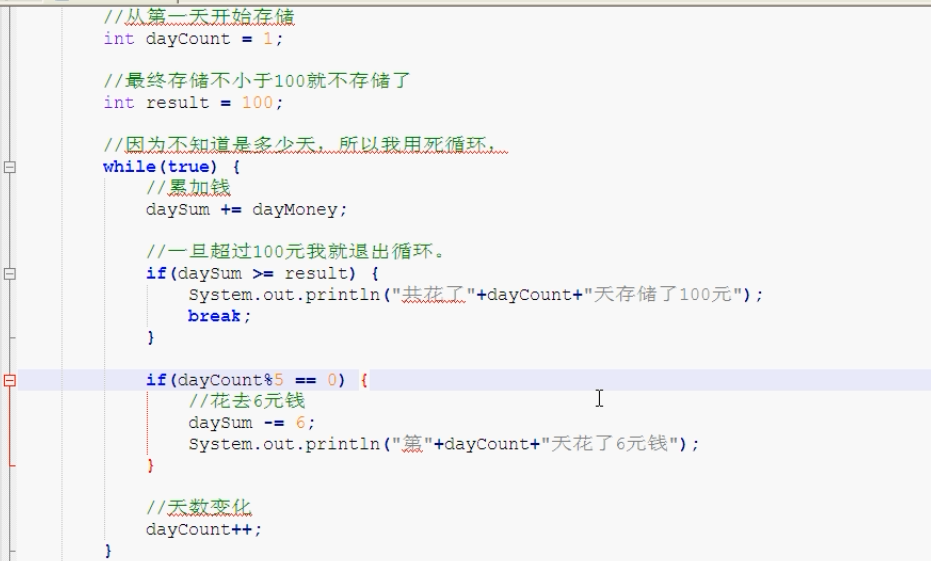 //从第一天开始存储
int dayCount = 1;
//最终存储不小于100就不存储了
int result = 100;
//因为不知道是多少天，所以我用死循环，
while(true) {
//累加钱
daySum += dayMoney;
//一旦超过100元我就退出循环。
if(daySum >= result) {
System.out.println("共花了"+dayCount+"天存储了100元");
break;
}
if(dayCount%5 == 0) {
//花去6元钱
daySum -= 6;
System.out.println("第"+dayCount+"天花了6元钱");
}
//天数变化
dayCount++;
}